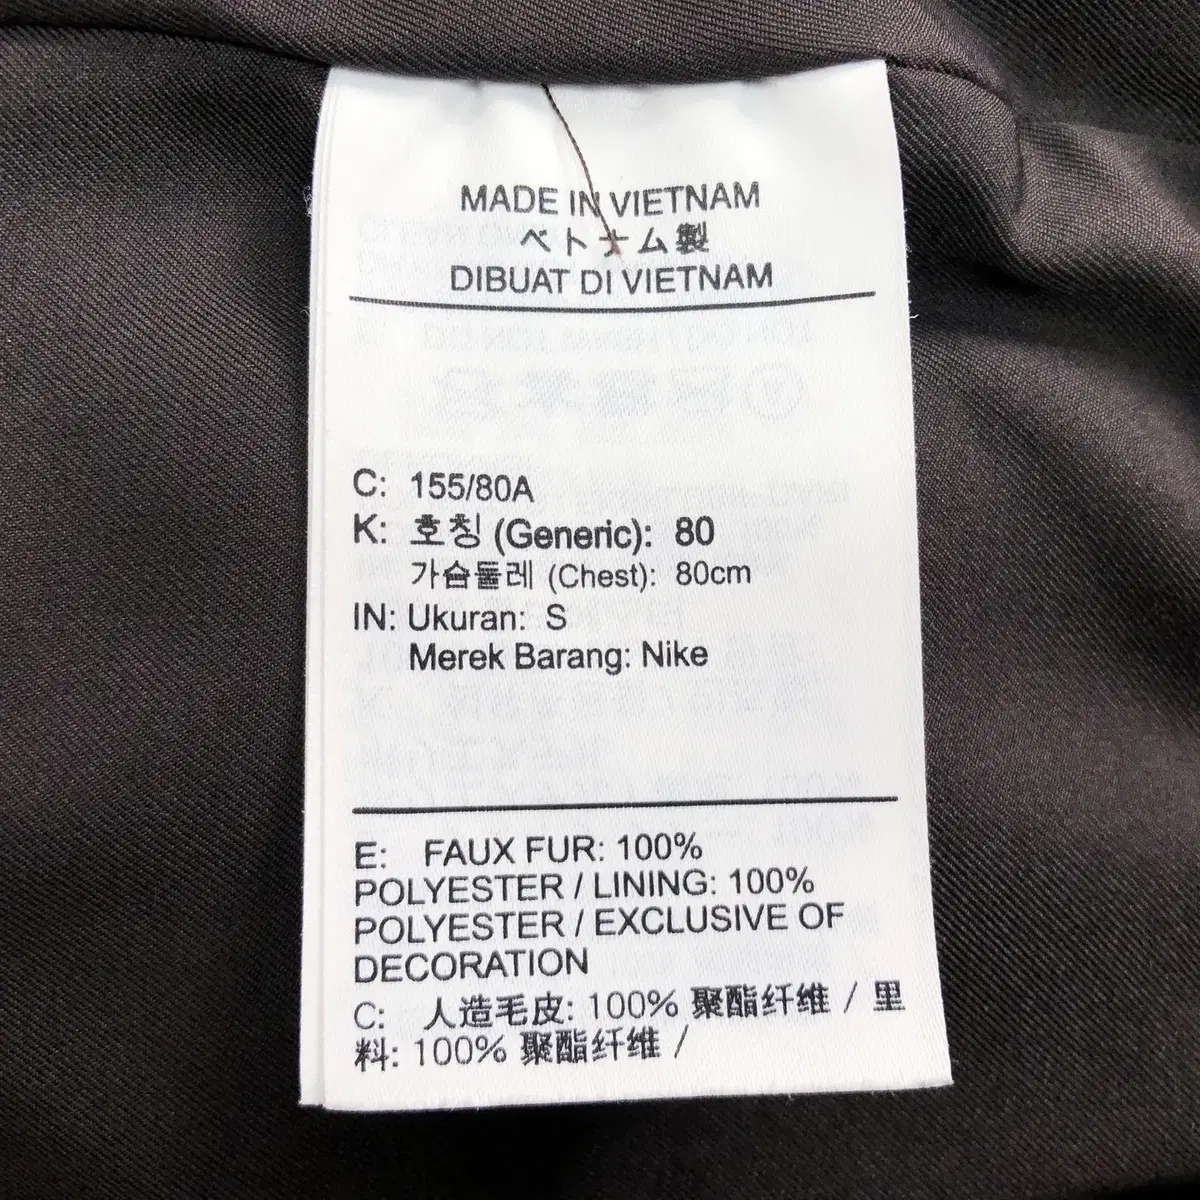 MADE IN VIETNAM
ベトナム製
DIBUAT DI VIETNAM
C: 155/80A
K: 호칭 (Generic): 80
가슴둘레 (Chest): 80cm
IN: Ukuran: S
Merek Barang: Nike
E: FAUX FUR: 100%
POLYESTER / LINING: 100%
POLYESTER / EXCLUSIVE OF
DECORATION
C: 人造毛皮: 100% 聚酯纤维 / 里
料: 100% 聚酯纤维 /